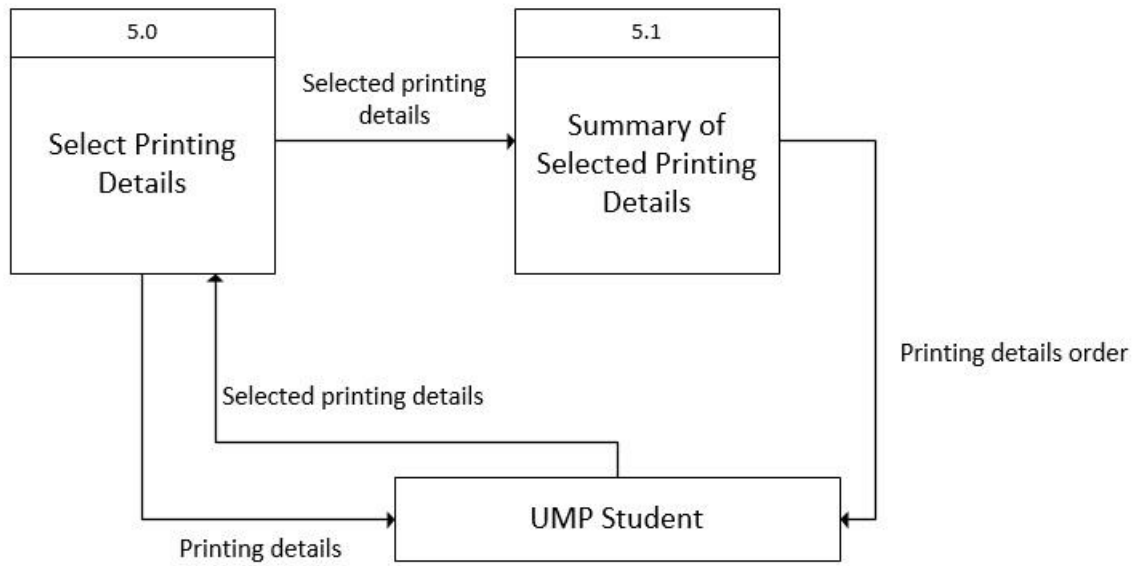 5.0
Select Printing
Details
Selected printing
details
5.1
Summary of
Selected Printing
Details
Printing details order
Selected printing details
UMP Student
Printing details